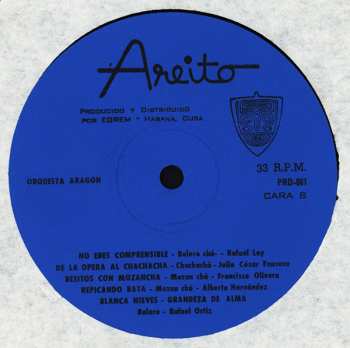 Areito
PRODUCIDO Y DISTRIBUIDO
POR EGREM * HABANA, CUBA
33 R.P.M.
ORQUESTA ARAGON
PRD-061
CARA B
NO ERES COMPRENSIBLE - Bolero chá- - Rafael Lay
DE LA OPERA AL CHACHACHA - Chachachá - Julio César Fonseca
BESITOS CON MOZANCHA - Mozan chá - Francisco Olivera
REPICANDO BATA - Mozan chá - Alberto Hernández
BLANCA NIEVES - GRANDEZA DE ALMA
Bolero - Rafael Ortiz